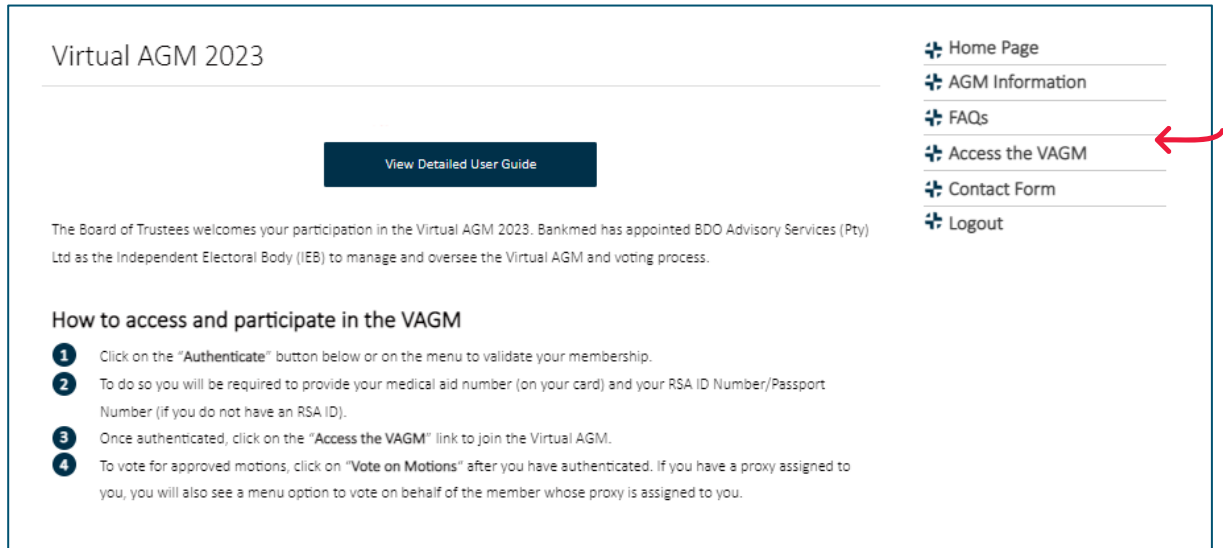 Virtual AGM 2023
View Detailed User Guide
The Board of Trustees welcomes your participation in the Virtual AGM 2023. Bankmed has appointed BDO Advisory Services (Pty)
Ltd as the Independent Electoral Body (IEB) to manage and oversee the Virtual AGM and voting process.
How to access and participate in the VAGM
1 Click on the “Authenticate” button below or on the menu to validate your membership.
2 To do so you will be required to provide your medical aid number (on your card) and your RSA ID Number/Passport
Number (if you do not have an RSA ID).
3 Once authenticated, click on the “Access the VAGM” link to join the Virtual AGM.
4 To vote for approved motions, click on “Vote on Motions” after you have authenticated. If you have a proxy assigned to
you, you will also see a menu option to vote on behalf of the member whose proxy is assigned to you.
Home Page
AGM Information
FAQs
Access the VAGM
Contact Form
Logout